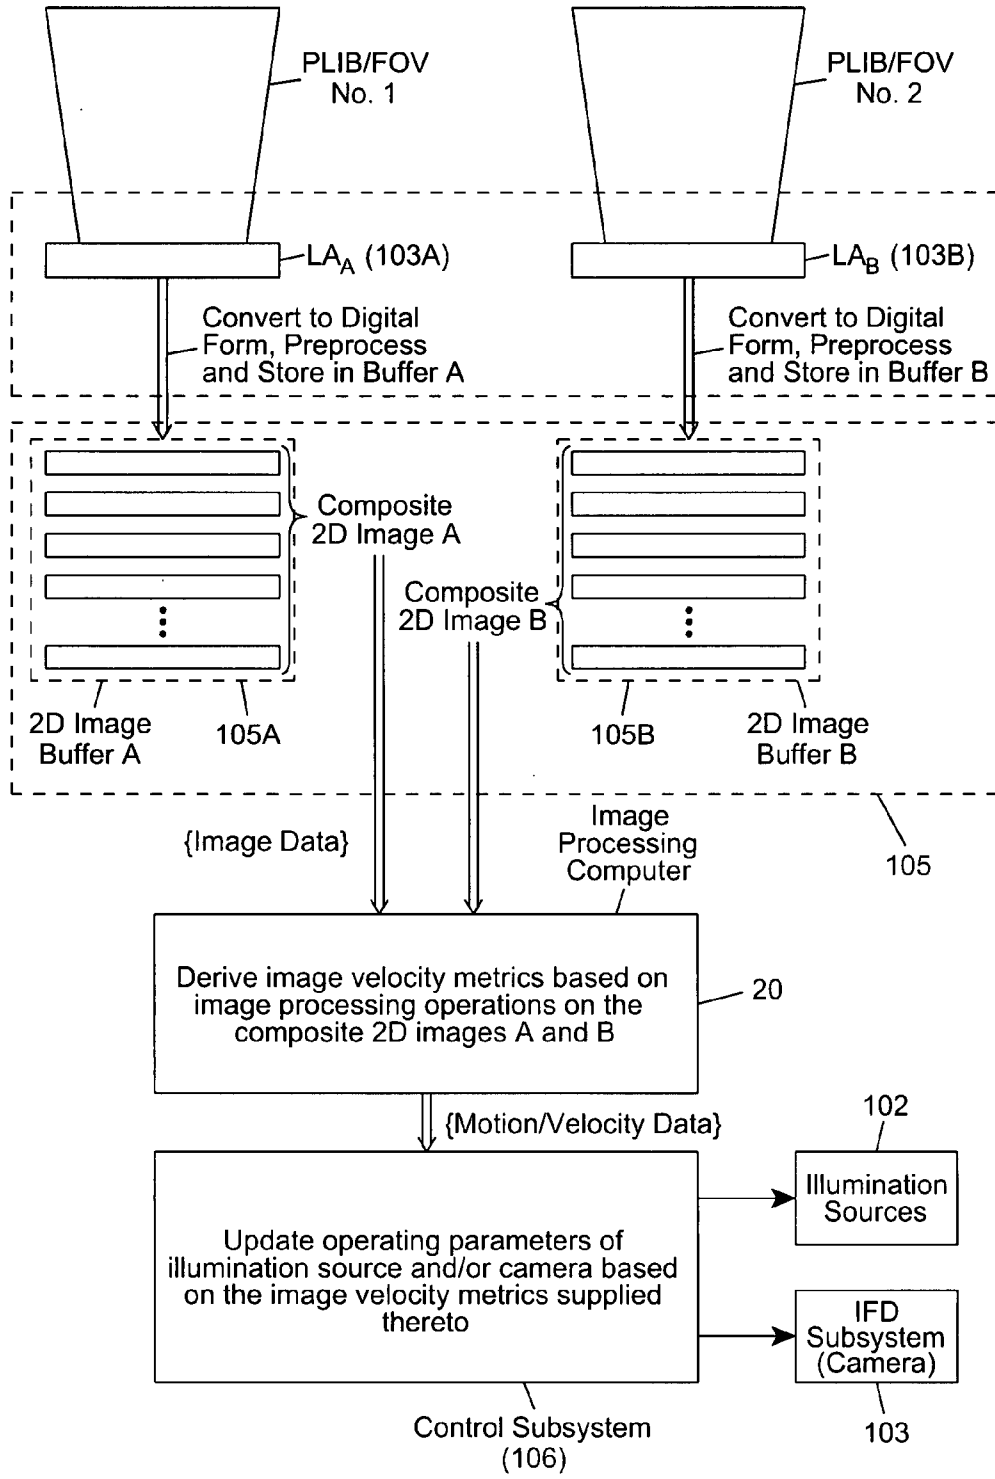 PLIB/FOV
No. 1
PLIB/FOV
No. 2
LAA (103A)
LAB (103B)
Convert to Digital
Form, Preprocess
and Store in Buffer A
Convert to Digital
Form, Preprocess
and Store in Buffer B
Composite
2D Image A
Composite
2D Image B
2D Image
Buffer A
105A
105B
2D Image
Buffer B
{Image Data}
Image
Processing
Computer
105
Derive image velocity metrics based on
image processing operations on the
composite 2D images A and B
20
{Motion/Velocity Data}
102
Illumination
Sources
Update operating parameters of
illumination source and/or camera based
on the image velocity metrics supplied
thereto
IFD
Subsystem
(Camera)
103
Control Subsystem
(106)